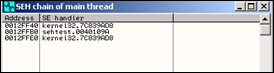 SEH chain of main thread
Address SE handler
0012FF40 kernel32.7C839AD8
0012FFB0 sehtest.0040109A
0012FFE0 kernel32.7C839AD8